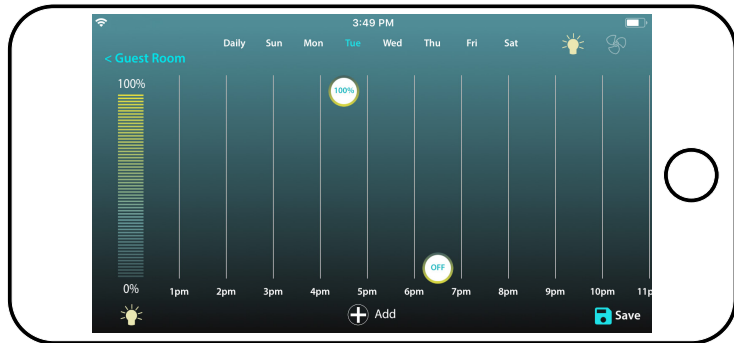 3:49 PM
Daily Sun Mon Tue Wed Thu Fri Sat
< Guest Room
100%
100%
OFF
0%
1pm 2pm 3pm 4pm 5pm 6pm 7pm 8pm 9pm 10pm 11p
Add
Save